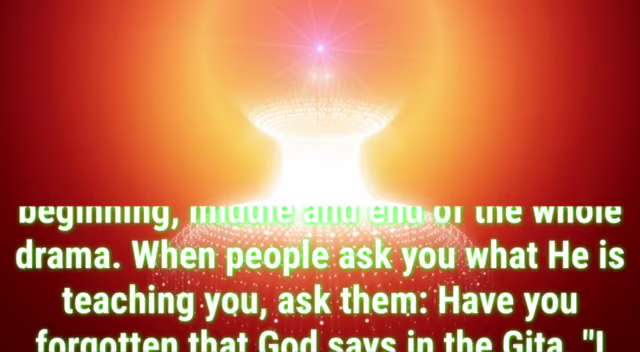 beginning, middle and end of the whole
drama. When people ask you what He is
teaching you, ask them: Have you
forgotten that God says in the Gita, "I